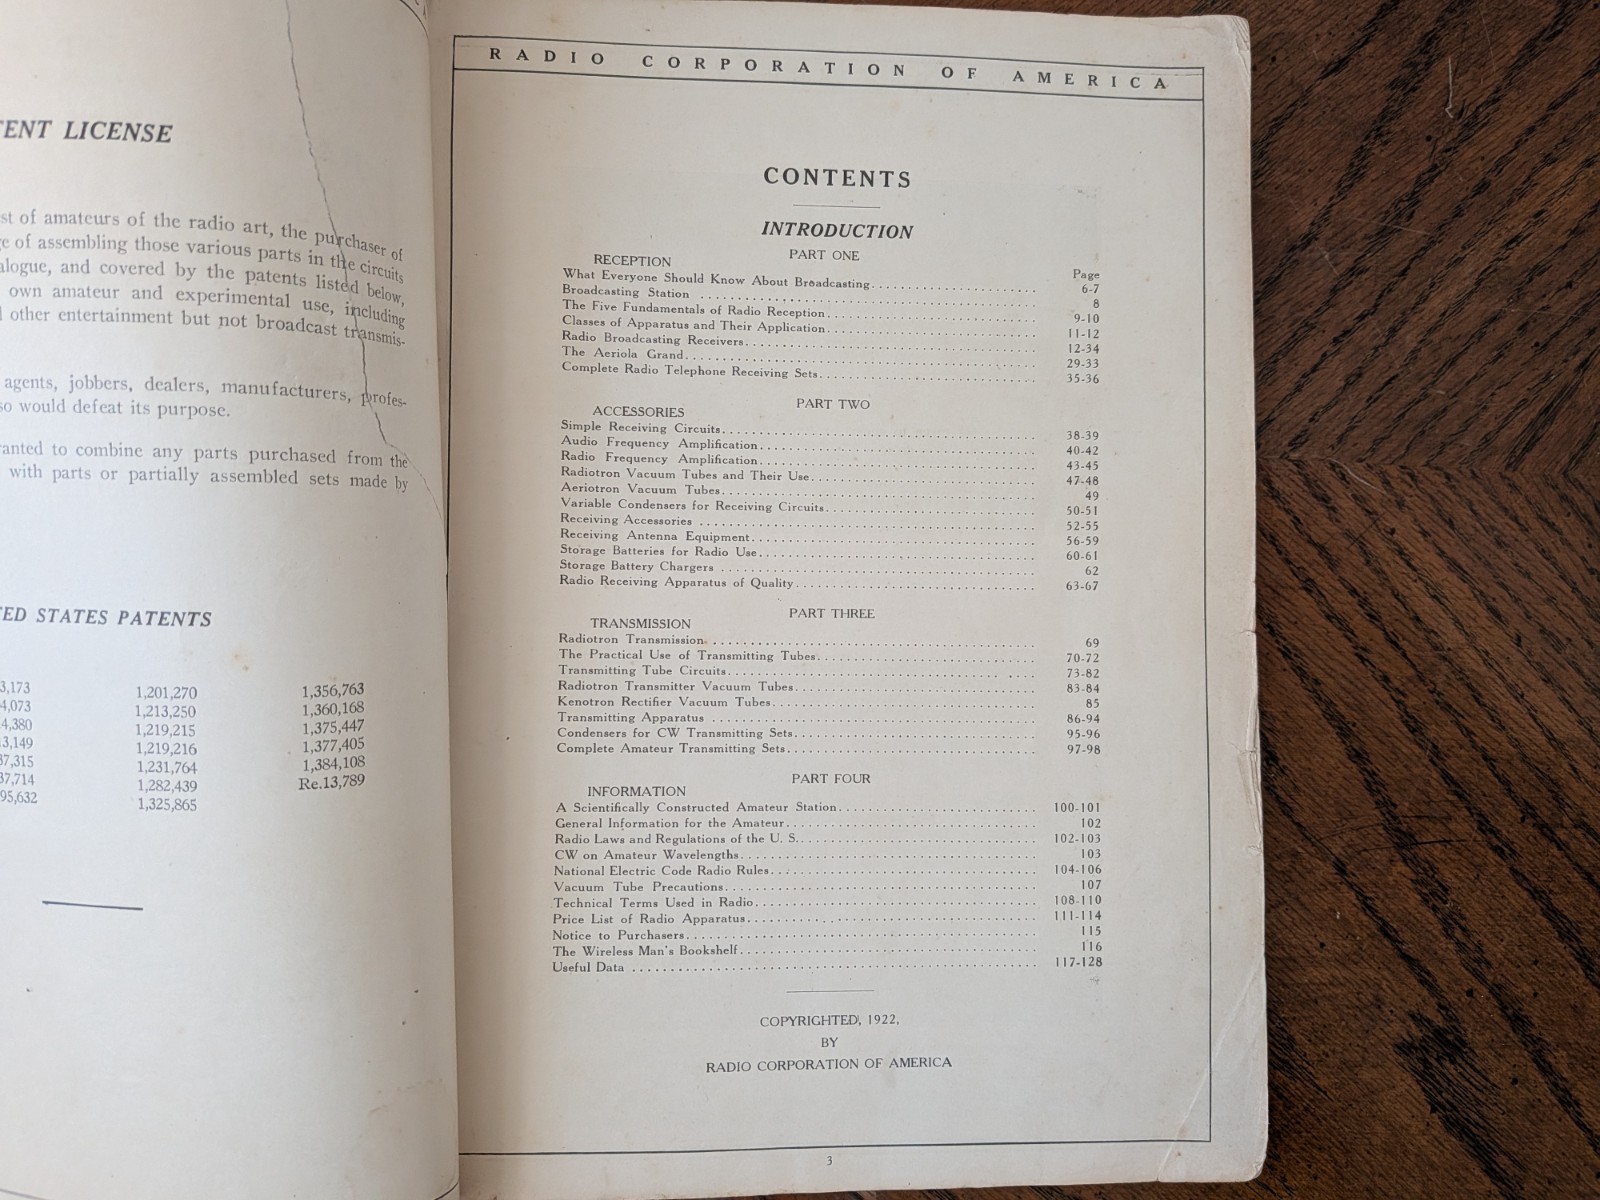 TENT LICENSE
st of amateurs of the radio art, the purchaser of
of assembling those various parts in the circuits
alogue, and covered by the patents listed below,
own amateur and experimental use, including
other entertainment but not broadcast transmis-
agents, jobbers, dealers, manufacturers, profes-
so would defeat its purpose.
ranted to combine any parts purchased from the
with parts or partially assembled sets made by
TED STATES PATENTS
3,173 1,201,270 1,356,763
4,073 1,213,250 1,360,168
4,380 1,219,215 1,375,447
3,149 1,219,216 1,377,405
37,315 1,231,764 1,384,108
37,714 1,282,439 Re.13,789
95,632 1,325,865
RADIO CORPORATION OF AMERICA
CONTENTS
INTRODUCTION
PART ONE
RECEPTION
Page
What Everyone Should Know About Broadcasting 6-7
Broadcasting Station 8
The Five Fundamentals of Radio Reception 9-10
Classes of Apparatus and Their Application 11-12
Radio Broadcasting Receivers 12-34
The Aeriola Grand 29-33
Complete Radio Telephone Receiving Sets 35-36
PART TWO
ACCESSORIES
Simple Receiving Circuits 38-39
Audio Frequency Amplification 40-42
Radio Frequency Amplification 43-45
Radiotron Vacuum Tubes and Their Use 47-48
Aeriotron Vacuum Tubes 49
Variable Condensers for Receiving Circuits 50-51
Receiving Accessories 52-55
Receiving Antenna Equipment 56-59
Storage Batteries for Radio Use 60-61
Storage Battery Chargers 62
Radio Receiving Apparatus of Quality 63-67
PART THREE
TRANSMISSION
Radiotron Transmission 69
The Practical Use of Transmitting Tubes 70-72
Transmitting Tube Circuits 73-82
Radiotron Transmitter Vacuum Tubes 83-84
Kenotron Rectifier Vacuum Tubes 85
Transmitting Apparatus 86-94
Condensers for CW Transmitting Sets 95-96
Complete Amateur Transmitting Sets 97-98
PART FOUR
INFORMATION
A Scientifically Constructed Amateur Station 100-101
General Information for the Amateur 102
Radio Laws and Regulations of the U. S. 102-103
CW on Amateur Wavelengths 103
National Electric Code Radio Rules 104-106
Vacuum Tube Precautions 107
Technical Terms Used in Radio 108-110
Price List of Radio Apparatus 111-114
Notice to Purchasers 115
The Wireless Man's Bookshelf 116
Useful Data 117-128
COPYRIGHTED, 1922,
BY
RADIO CORPORATION OF AMERICA
3